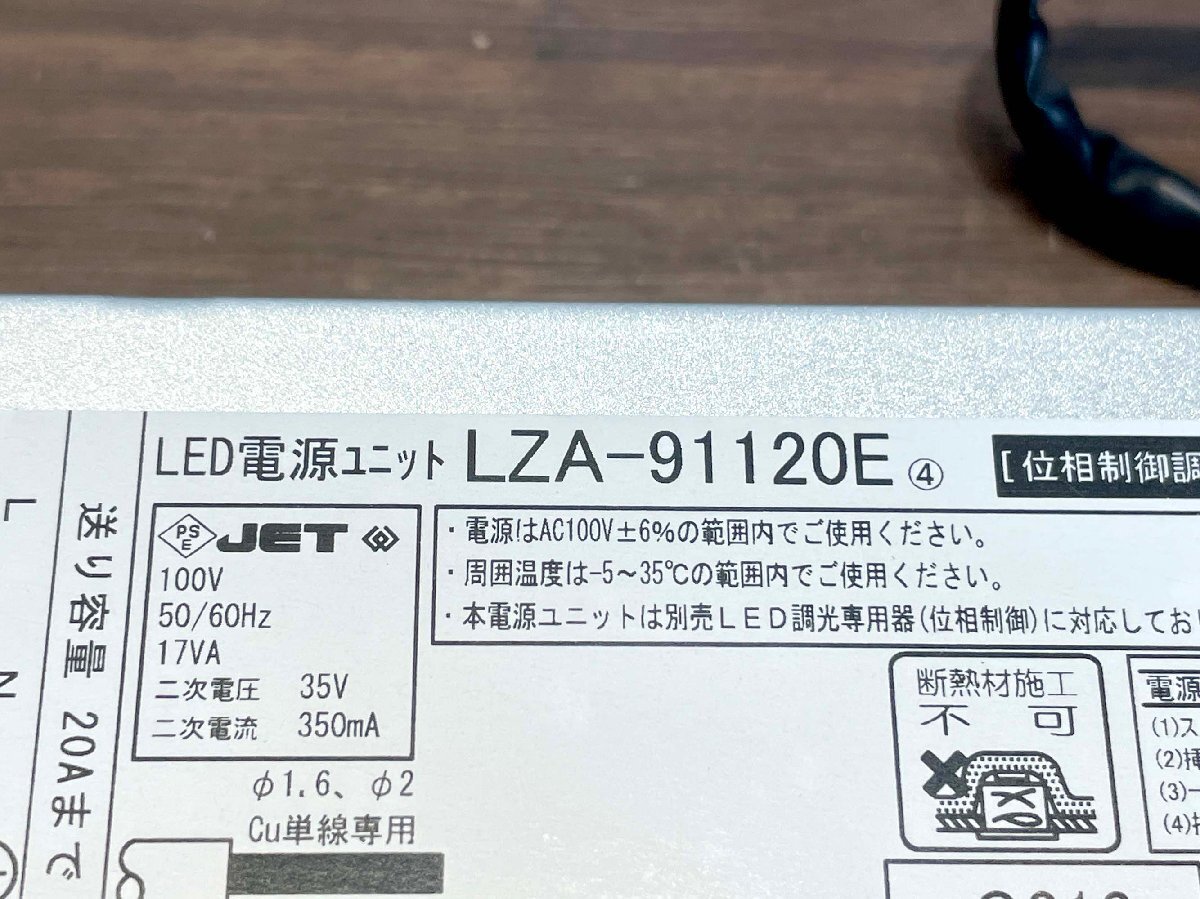 LED電源ユニット LZA-91120E ④
[位相制御調
PSE JET
100V
50/60Hz
17VA
二次電圧 35V
二次電流 350mA
・電源はAC100V±6%の範囲内でご使用ください。
・周囲温度は-5～35℃の範囲内でご使用ください。
・本電源ユニットは別売LED調光専用器(位相制御)に対応してお
φ1.6、φ2
Cu単線専用
送り容量 20Aまで
L
N
断熱材施工
不可
電源
(1)ス
(2)挿
(3)一
(4)